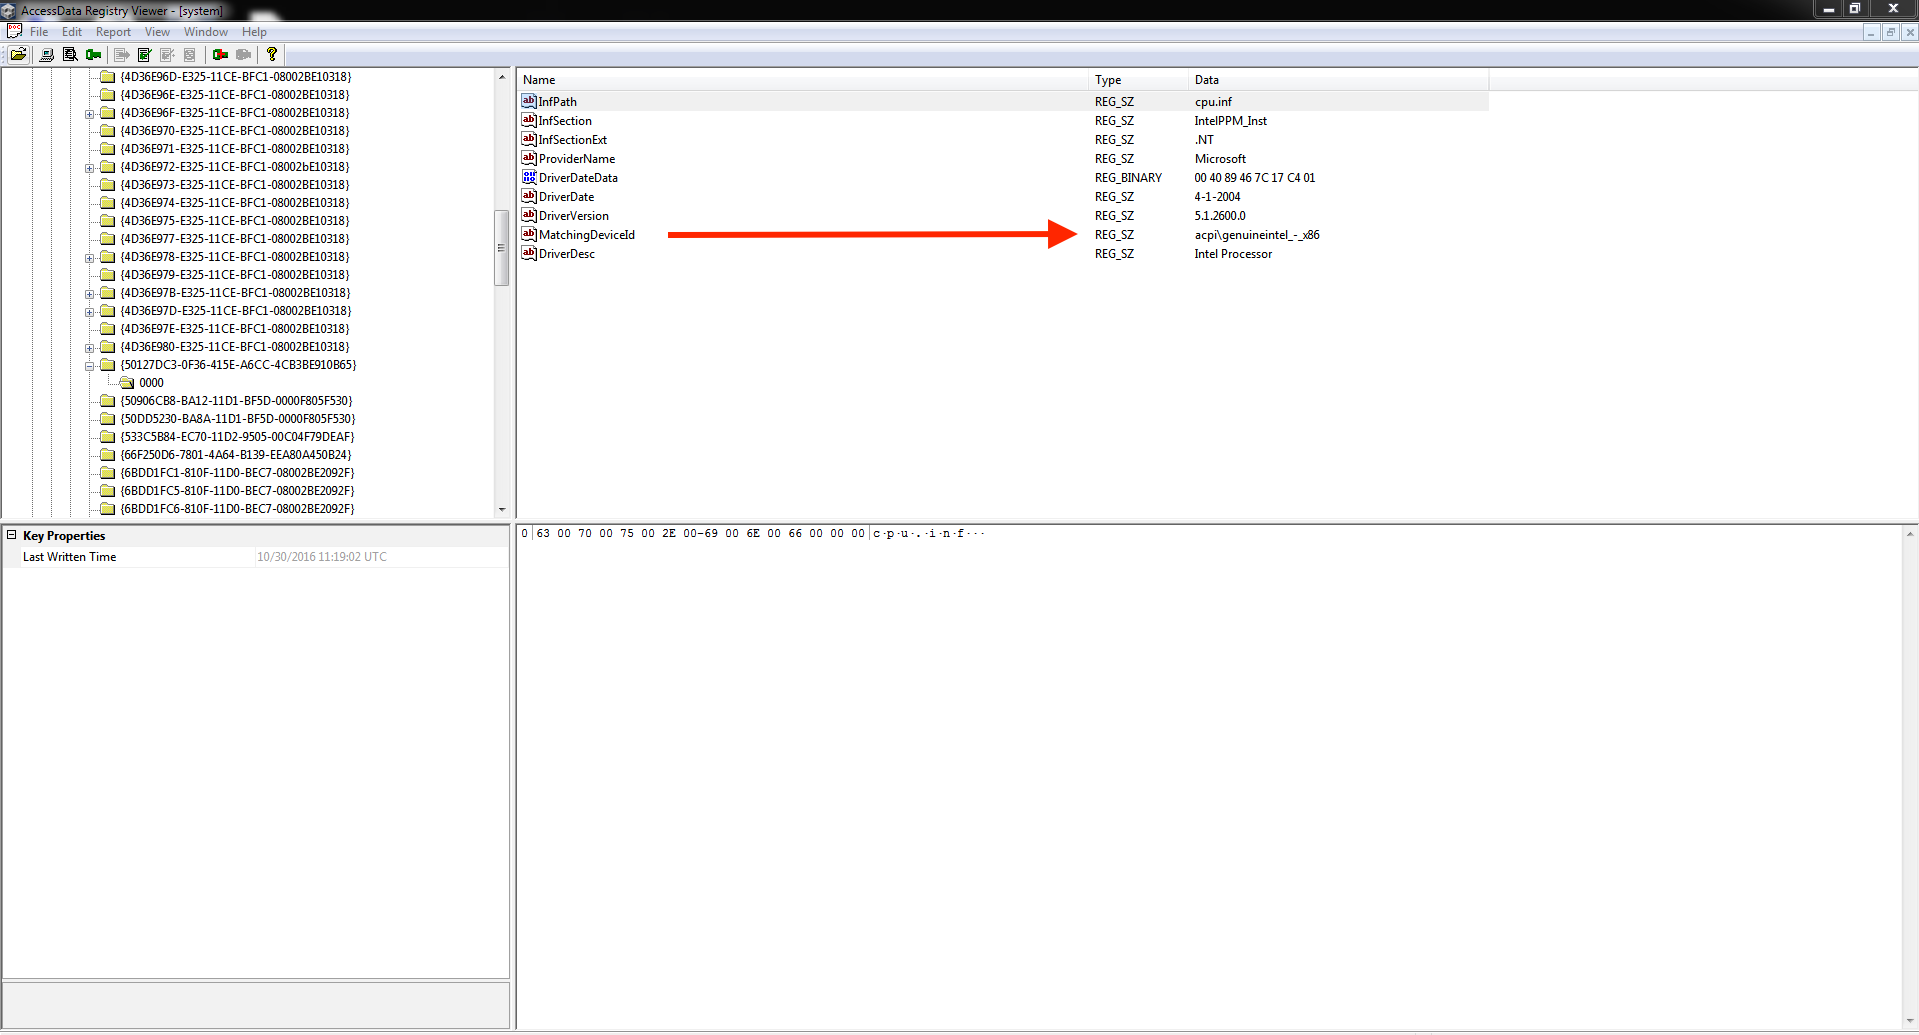 AccessData Registry Viewer - [system]
File Edit Report View Window Help
{4D36E96D-E325-11CE-BFC1-08002BE10318}
{4D36E96E-E325-11CE-BFC1-08002BE10318}
{4D36E96F-E325-11CE-BFC1-08002BE10318}
{4D36E970-E325-11CE-BFC1-08002BE10318}
{4D36E971-E325-11CE-BFC1-08002BE10318}
{4D36E972-E325-11CE-BFC1-08002bE10318}
{4D36E973-E325-11CE-BFC1-08002BE10318}
{4D36E974-E325-11CE-BFC1-08002BE10318}
{4D36E975-E325-11CE-BFC1-08002BE10318}
{4D36E977-E325-11CE-BFC1-08002BE10318}
{4D36E978-E325-11CE-BFC1-08002BE10318}
{4D36E979-E325-11CE-BFC1-08002BE10318}
{4D36E97B-E325-11CE-BFC1-08002BE10318}
{4D36E97D-E325-11CE-BFC1-08002BE10318}
{4D36E97E-E325-11CE-BFC1-08002BE10318}
{4D36E980-E325-11CE-BFC1-08002BE10318}
{50127DC3-0F36-415E-A6CC-4CB3BE910B65}
0000
{50906CB8-BA12-11D1-BF5D-0000F805F530}
{50DD5230-BA8A-11D1-BF5D-0000F805F530}
{533C5B84-EC70-11D2-9505-00C04F79DEAF}
{66F250D6-7801-4A64-B139-EEA80A450B24}
{6BDD1FC1-810F-11D0-BEC7-08002BE2092F}
{6BDD1FC5-810F-11D0-BEC7-08002BE2092F}
{6BDD1FC6-810F-11D0-BEC7-08002BE2092F}
Name Type Data
InfPath REG_SZ cpu.inf
InfSection REG_SZ IntelPPM_Inst
InfSectionExt REG_SZ .NT
ProviderName REG_SZ Microsoft
DriverDateData REG_BINARY 00 40 89 46 7C 17 C4 01
DriverDate REG_SZ 4-1-2004
DriverVersion REG_SZ 5.1.2600.0
MatchingDeviceId REG_SZ acpi\genuineintel_-_x86
DriverDesc REG_SZ Intel Processor
Key Properties
Last Written Time 10/30/2016 11:19:02 UTC
0 63 00 70 00 75 00 2E 00-69 00 6E 00 66 00 00 00 c·p·u·.·i·n·f···